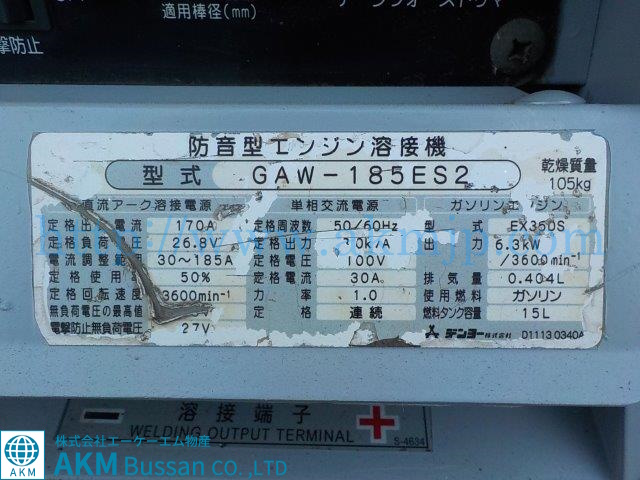 適用棒径(mm)
撃防止
防音型エンジン溶接機
型式 GAW-185ES2
乾燥質量
105kg
直流アーク溶接電源
定格出 電流 170A
定格負荷電圧 26.8V
電流調整範囲 30~185A
定格使用 50%
定格回転速度 3600min⁻¹
無負荷電圧の最高値
電撃防止無負荷電圧 27V
単相交流電源
定格周波数 50/60Hz
定格出力
定格電圧 100V
定格電流 30A
力率 1.0
定格 連続
ガソリンエンジン
型式 EX350S
出力 6.3kW
/3600min⁻¹
排気量 0.404L
使用燃料 ガソリン
燃料タンク容量 15L
デンヨー株式会社 D11130340A
溶接端子
WELDING OUTPUT TERMINAL
S-4634
株式会社エーケーエム物産
AKM Bussan CO.,LTD
AKM